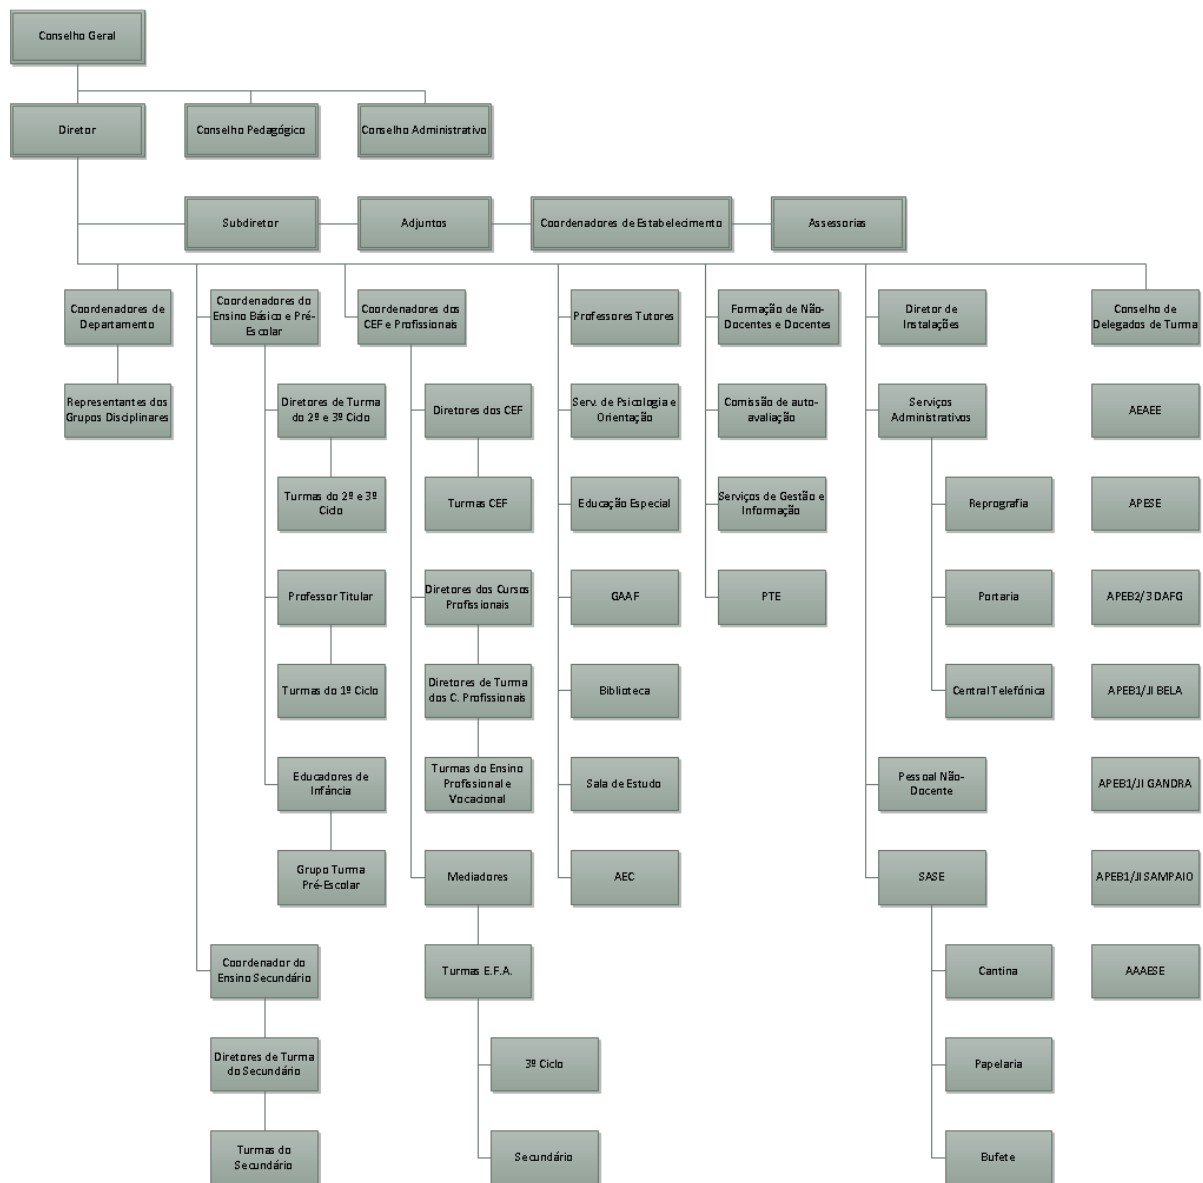 Conselho Geral
Diretor
Conselho Pedagógico
Conselho Administrativo
Subdiretor
Adjuntos
Coordenadores de Estabelecimento
Assessorias
Coordenadores de
Departamento
Coordenadores do
Ensino Básico e Pré-
Escolar
Coordenadores dos
CEF e Profissionais
Professores Tutores
Formação de Não-
Docentes e Docentes
Diretor de
Instalações
Conselho de
Delegados de Turma
Representantes dos
Grupos Disciplinares
Diretores de Turma
do 2º e 3º Ciclo
Diretores dos CEF
Serv. de Psicologia e
Orientação
Comissão de auto-
avaliação
Serviços
Administrativos
AEAEE
Turmas do 2º e 3º
Ciclo
Turmas CEF
Educação Especial
Serviços de Gestão e
Informação
Reprografia
APESE
Professor Titular
Diretores dos Cursos
Profissionais
GAAF
PTE
Portaria
APEB2/3 DAFG
Turmas do 1º Ciclo
Diretores de Turma
dos C. Profissionais
Biblioteca
Central Telefónica
APEB1/JI BELA
Educadores de
Infância
Turmas do Ensino
Profissional e
Vocacional
Sala de Estudo
Pessoal Não-
Docente
APEB1/JI GANDRA
Grupo Turma
Pré-Escolar
Mediadores
AEC
SASE
APEB1/JI SAMPAIO
Coordenador do
Ensino Secundário
Turmas E.F.A.
Cantina
AAAESE
Diretores de Turma
do Secundário
3º Ciclo
Papelaria
Turmas do
Secundário
Secundário
Bufete